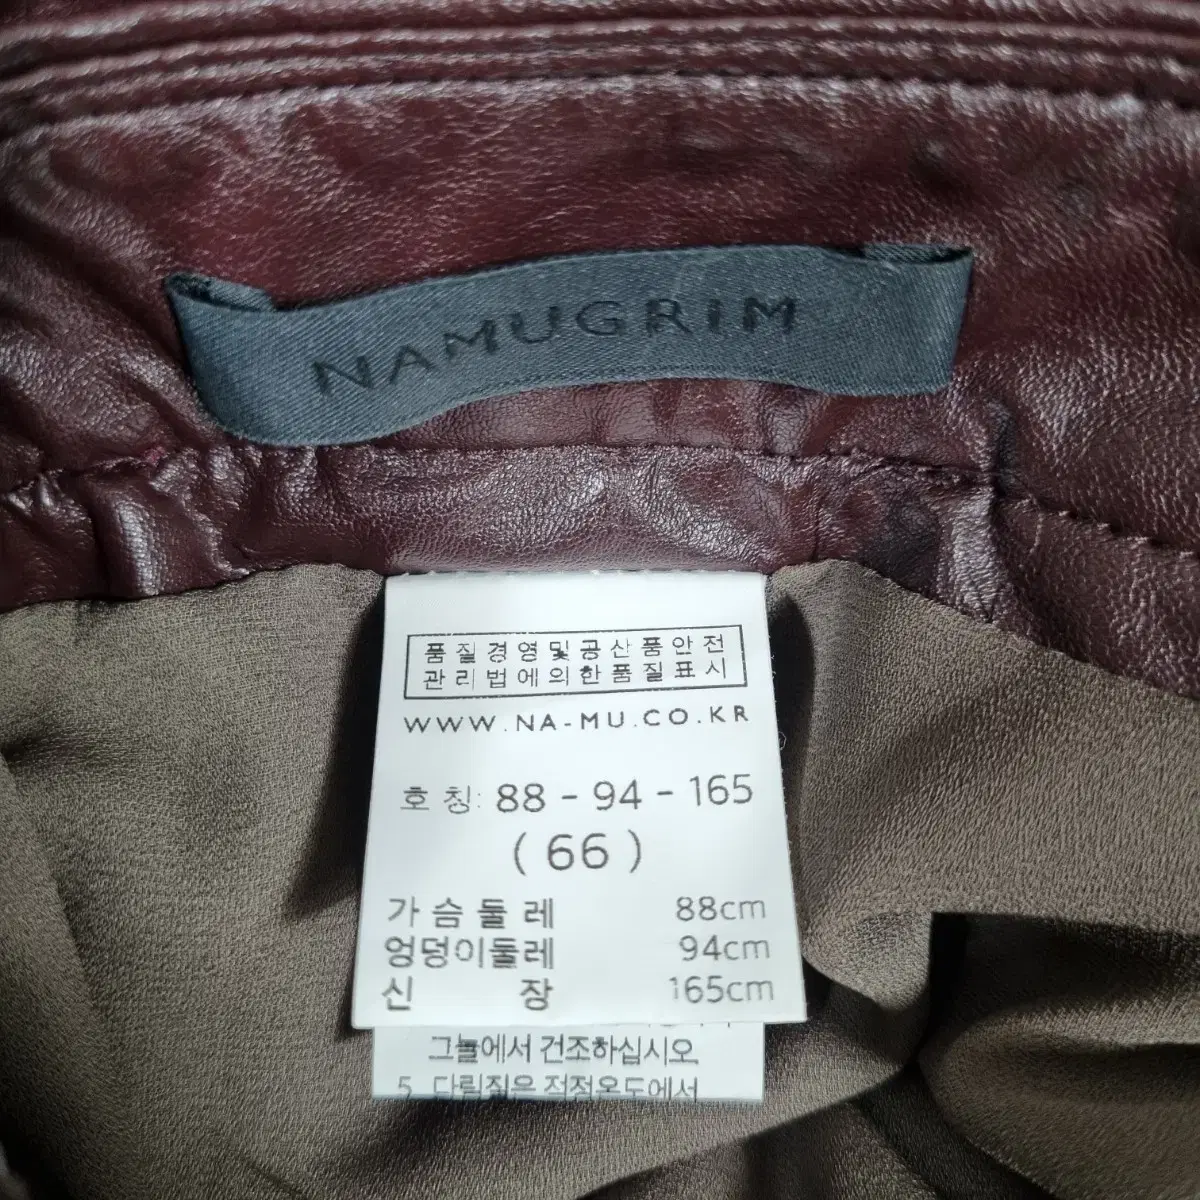 NAMUGRIM
품질경영및공산품안전
관리법에의한품질표시
WWW.NA-MU.CO.KR
호칭: 88 - 94 - 165
( 66 )
가슴둘레 88cm
엉덩이둘레 94cm
신장 165cm
그늘에서 건조하십시오
5. 다림질은 적정온도에서